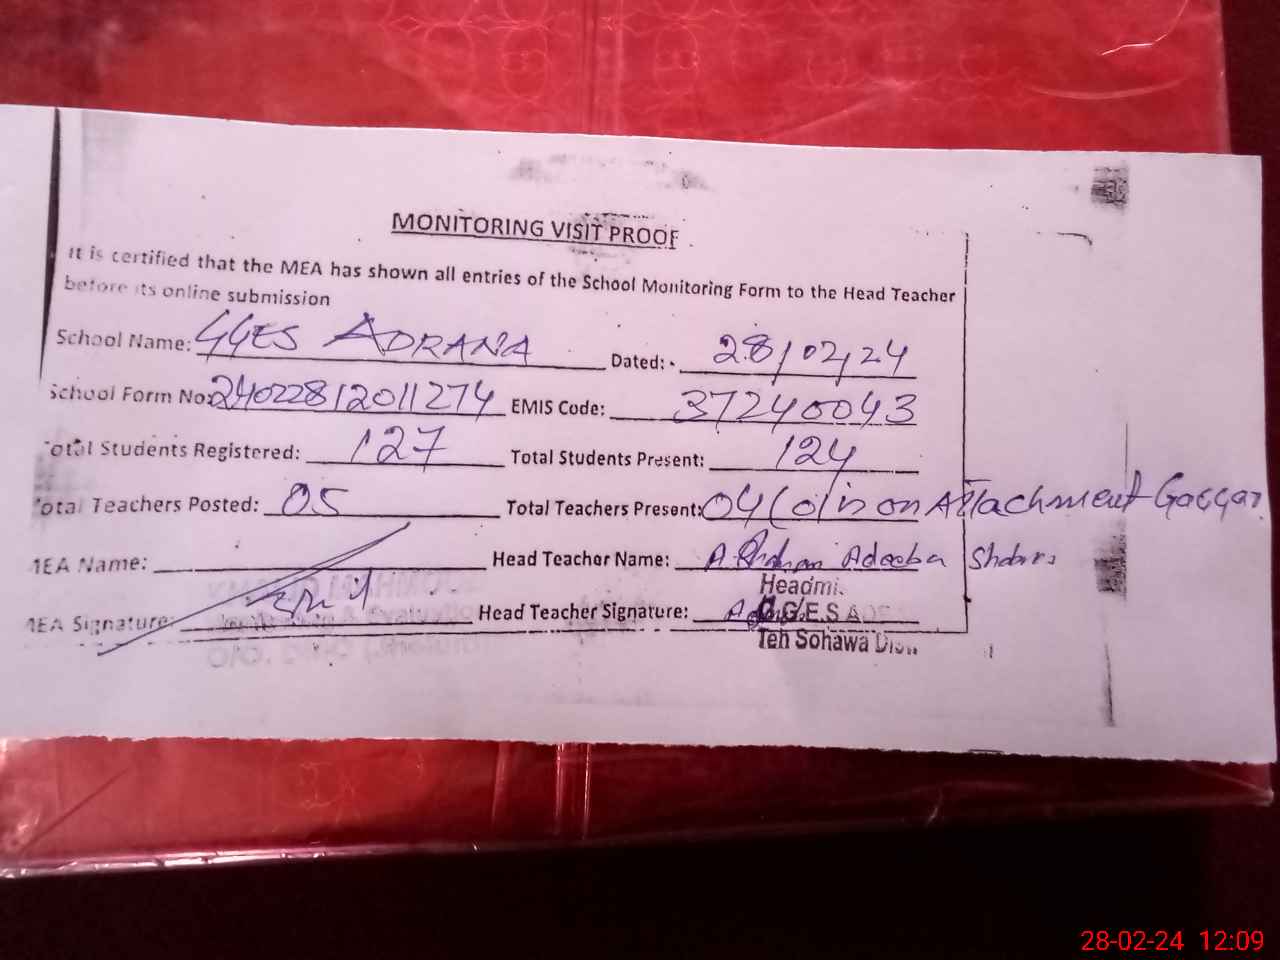 MONITORING VISIT PROOF
It is certified that the MEA has shown all entries of the School Monitoring Form to the Head Teacher
before its online submission
School Name: GGES ADRANA Dated:- 28/02/24
School Form No: 24022812011274 EMIS Code: 37240043
Total Students Registered: 127 Total Students Present: 124
Total Teachers Posted: 05 Total Teachers Present: 04 (01 is on Attachment
MEA Name: Head Teacher Name: Adeeba
Headmi
MEA Signature: Head Teacher Signature:
G.G.E.S AD
Teh Sohawa Dis
28-02-24 12:09